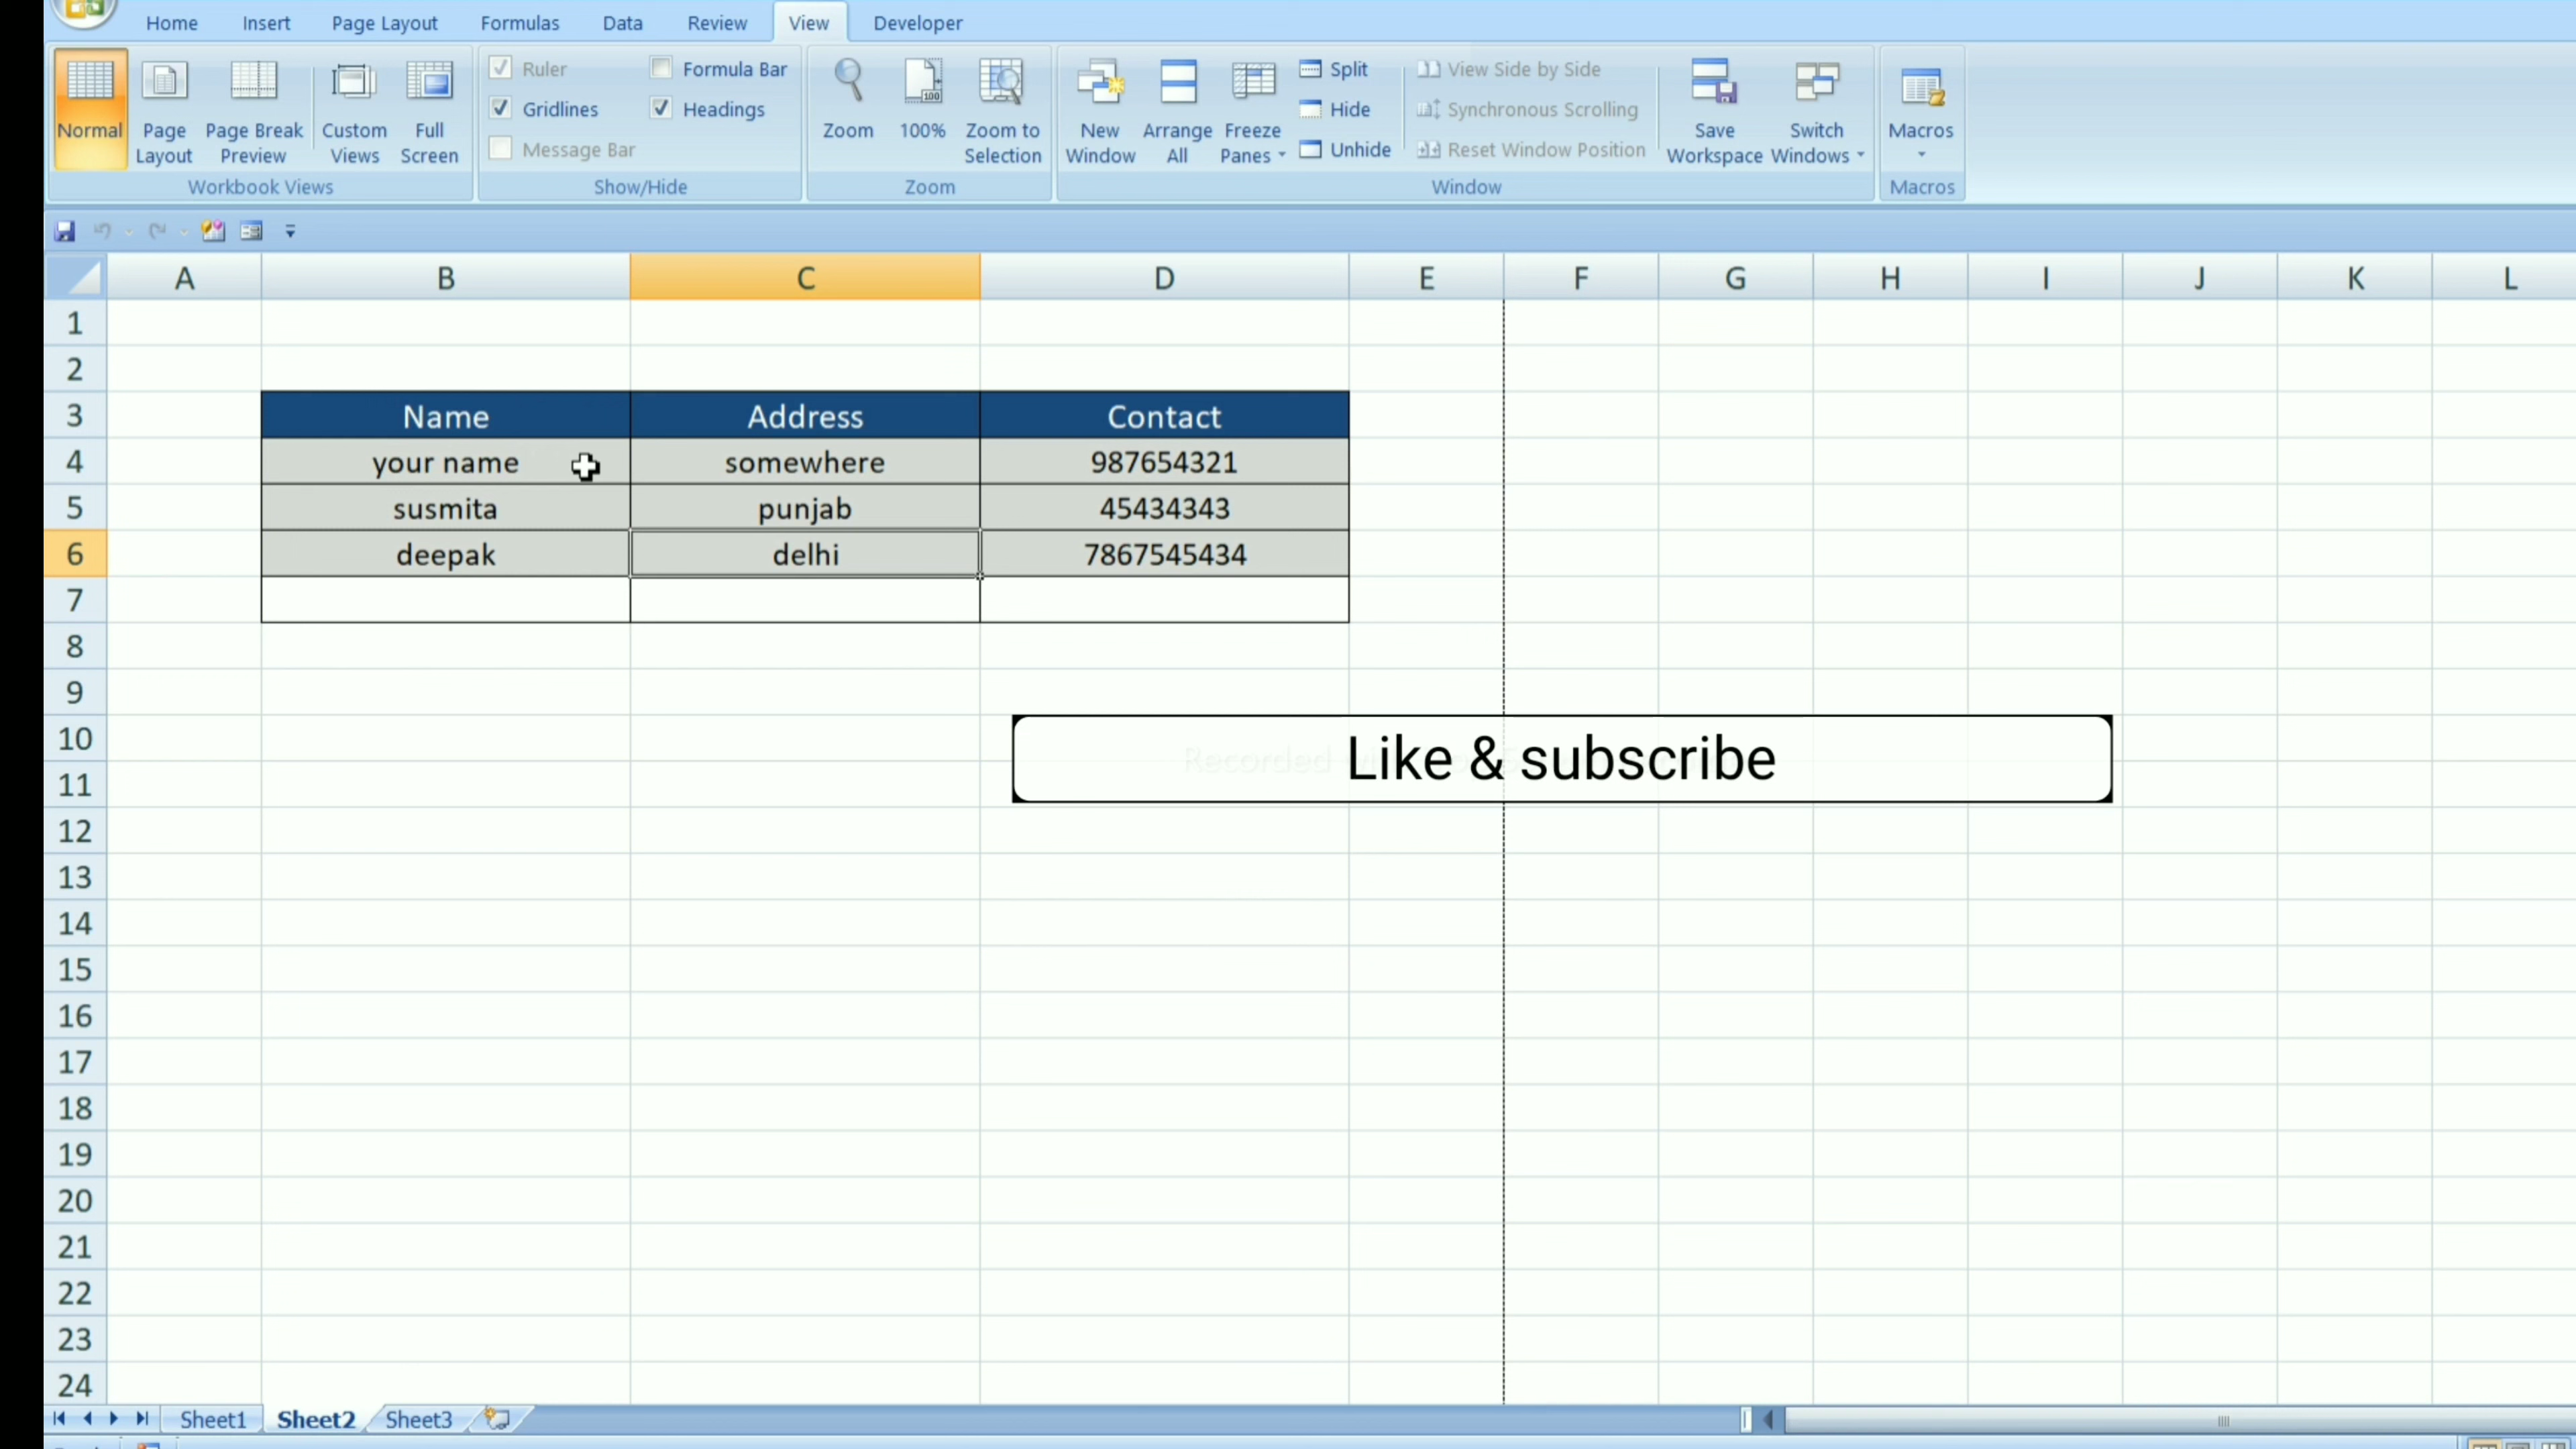 Home Insert Page Layout Formulas Data Review View Developer
Normal Page Layout Page Break Preview Custom Views Full Screen
Workbook Views
Ruler Formula Bar
Gridlines Headings
Message Bar
Show/Hide
Zoom 100% Zoom to Selection
Zoom
New Window Arrange All Freeze Panes
Split
Hide
Unhide
View Side by Side
Synchronous Scrolling
Reset Window Position
Save Workspace Switch Windows
Window
Macros
Macros
A B C D E F G H I J K L
1
2
3 Name Address Contact
4 your name somewhere 987654321
5 susmita punjab 45434343
6 deepak delhi 7867545434
7
8
9
10
Recorded
Like & subscribe
11
12
13
14
15
16
17
18
19
20
21
22
23
24
Sheet1 Sheet2 Sheet3